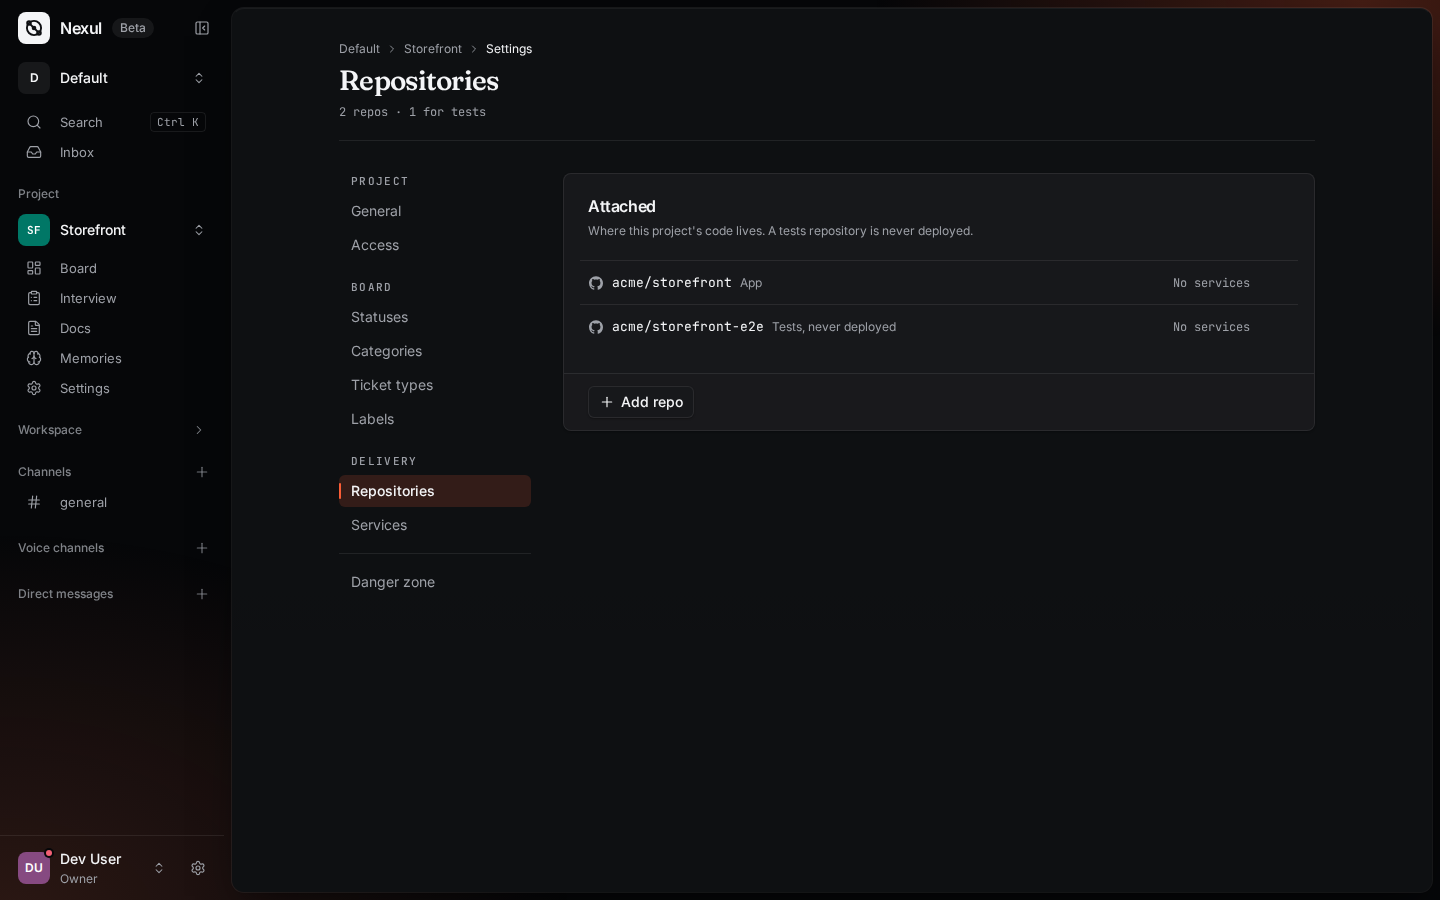 Nexul Beta
D Default
Search Ctrl K
Inbox
Project
SF Storefront
Board
Interview
Docs
Memories
Settings
Workspace
Channels
# general
Voice channels
Direct messages
DU Dev User
Owner
Default > Storefront > Settings
Repositories
2 repos · 1 for tests
PROJECT
General
Access
BOARD
Statuses
Categories
Ticket types
Labels
DELIVERY
Repositories
Services
Danger zone
Attached
Where this project's code lives. A tests repository is never deployed.
acme/storefront App No services
acme/storefront-e2e Tests, never deployed No services
+ Add repo